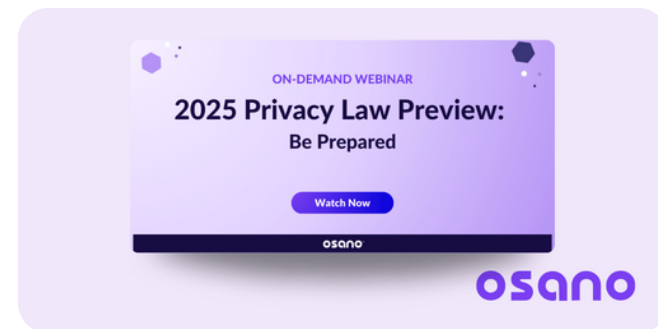 ON-DEMAND WEBINAR
2025 Privacy Law Preview:
Be Prepared
Watch Now
osano
osano